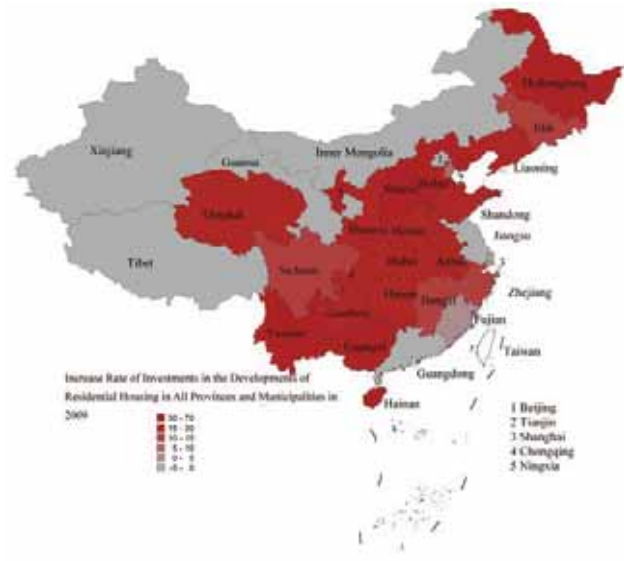 Heilongjiang
Jilin
Xinjiang
Inner Mongolia
Gansu
Liaoning
Hebei
Shandong
Qinghai
Jiangsu
Tibet
Sichuan
Hubei
Anhui
3
4
Hunan
Jiangxi
Zhejiang
Guizhou
Yunnan
Fujian
Guangxi
Taiwan
Guangdong
Increase Rate of Investments in the Developments of
Residential Housing in All Provinces and Municipalities in
2009
Hainan
1 Beijing
2 Tianjin
3 Shanghai
4 Chongqing
5 Ningxia